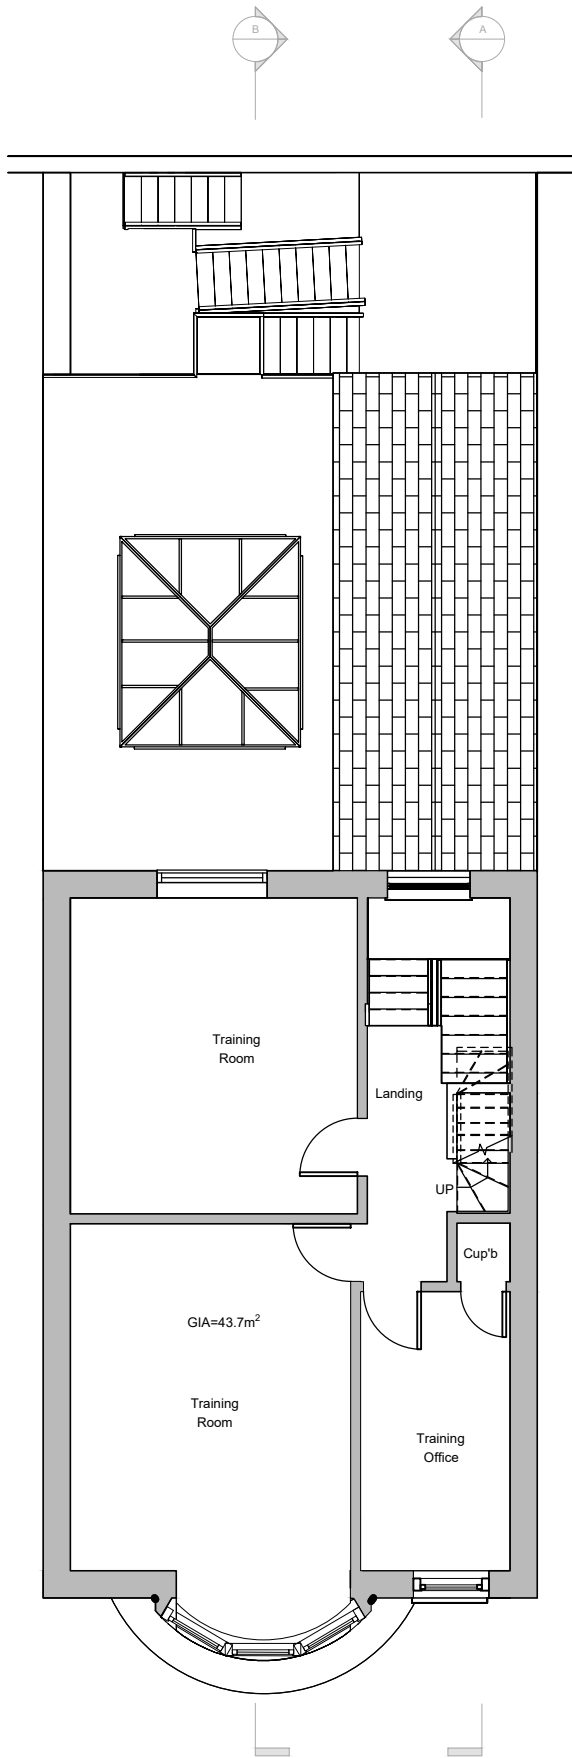 B
A
Training
Room
Landing
UP
Cup'b
GIA=43.7m²
Training
Room
Training
Office